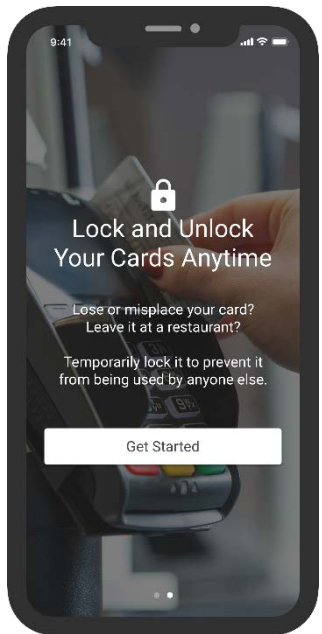 9:41
Lock and Unlock
Your Cards Anytime
Lose or misplace your card?
Leave it at a restaurant?
Temporarily lock it to prevent it
from being used by anyone else.
Get Started